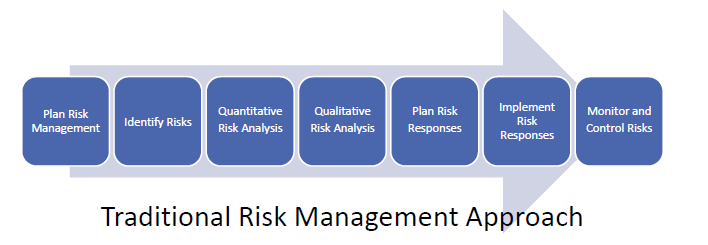 Plan Risk
Management
Identify Risks
Quantitative
Risk Analysis
Qualitative
Risk Analysis
Plan Risk
Responses
Implement
Risk
Responses
Monitor and
Control Risks
Traditional Risk Management Approach